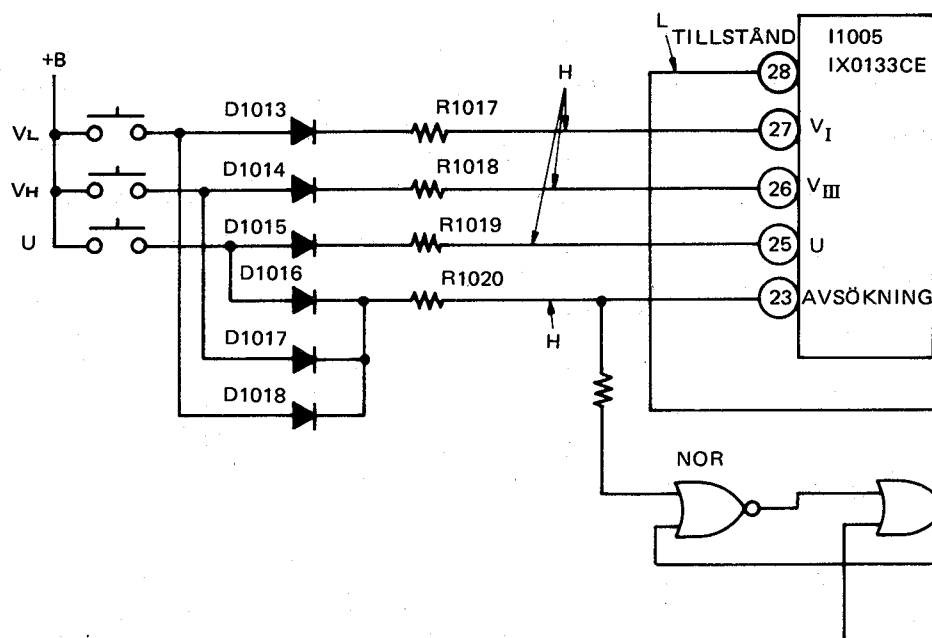 L
TILLSTÅND
I1005
IX0133CE
+B
28
H
D1013
R1017
VL
27
VI
D1014
R1018
VH
26
VIII
D1015
R1019
U
25
U
D1016
R1020
23
AVSÖKNING
H
D1017
D1018
NOR